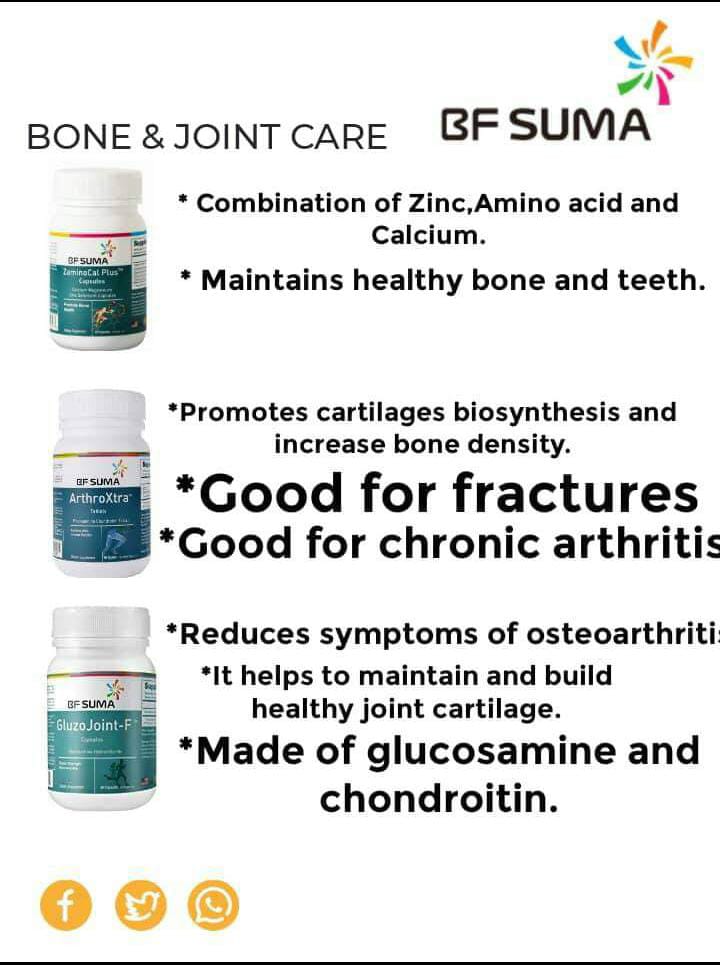 BF SUMA
BONE & JOINT CARE
* Combination of Zinc,Amino acid and
Calcium.
* Maintains healthy bone and teeth.
BF SUMA
ZaminoCal Plus™
Capsules
*Promotes cartilages biosynthesis and
increase bone density.
*Good for fractures
*Good for chronic arthritis
BF SUMA
ArthroXtra™
Tablets
*Reduces symptoms of osteoarthritis
*It helps to maintain and build
healthy joint cartilage.
*Made of glucosamine and
chondroitin.
BF SUMA
GluzoJoint-F™
Capsules